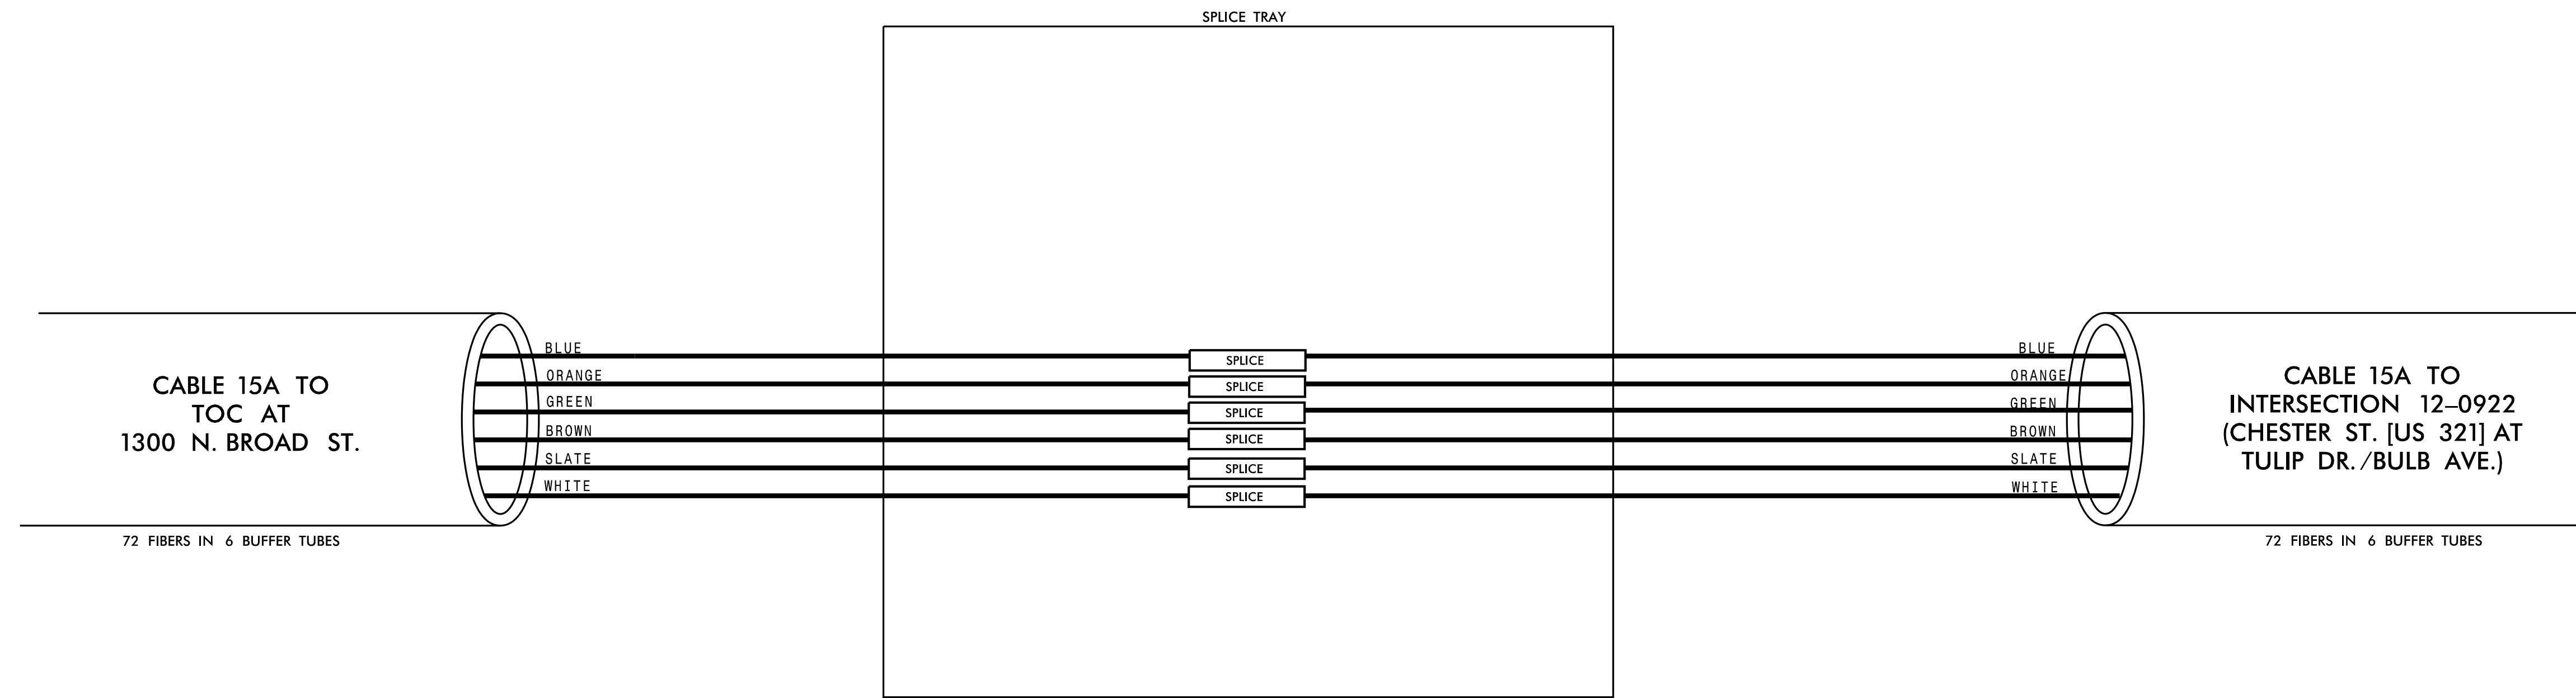 SPLICE TRAY
CABLE 15A TO
TOC AT
1300 N. BROAD ST.
72 FIBERS IN 6 BUFFER TUBES
BLUE
ORANGE
GREEN
BROWN
SLATE
WHITE
SPLICE
SPLICE
SPLICE
SPLICE
SPLICE
SPLICE
BLUE
ORANGE
GREEN
BROWN
SLATE
WHITE
CABLE 15A TO
INTERSECTION 12–0922
(CHESTER ST. [US 321] AT
TULIP DR./BULB AVE.)
72 FIBERS IN 6 BUFFER TUBES